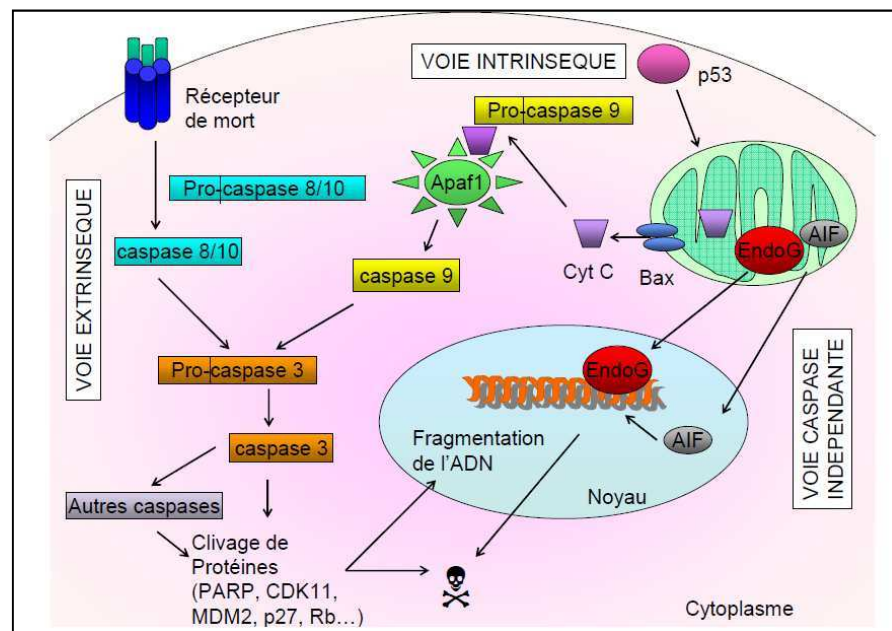 VOIE INTRINSEQUE
p53
Récepteur
de mort
Pro-caspase 9
Apaf1
Pro-caspase 8/10
caspase 8/10
caspase 9
Cyt C
Bax
EndoG
AIF
VOIE EXTRINSEQUE
Pro-caspase 3
caspase 3
Autres caspases
Clivage de
Protéines
(PARP, CDK11,
MDM2, p27, Rb...)
EndoG
AIF
Fragmentation
de l'ADN
Noyau
VOIE CASPASE
INDEPENDANTE
Cytoplasme